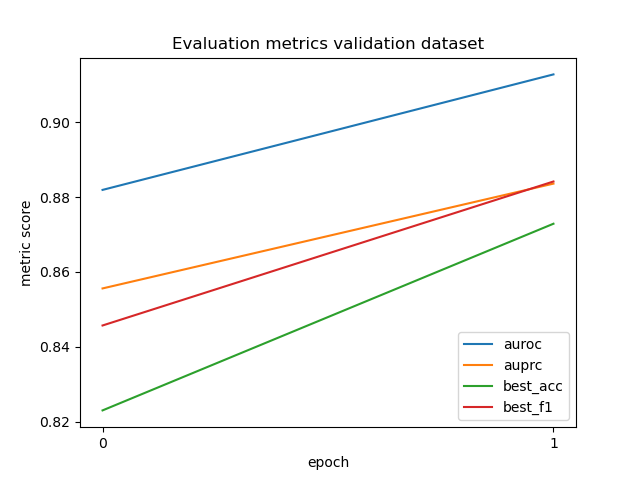 Evaluation metrics validation dataset
metric score
0.90
0.88
0.86
0.84
0.82
auroc
auprc
best_acc
best_f1
0 1
epoch